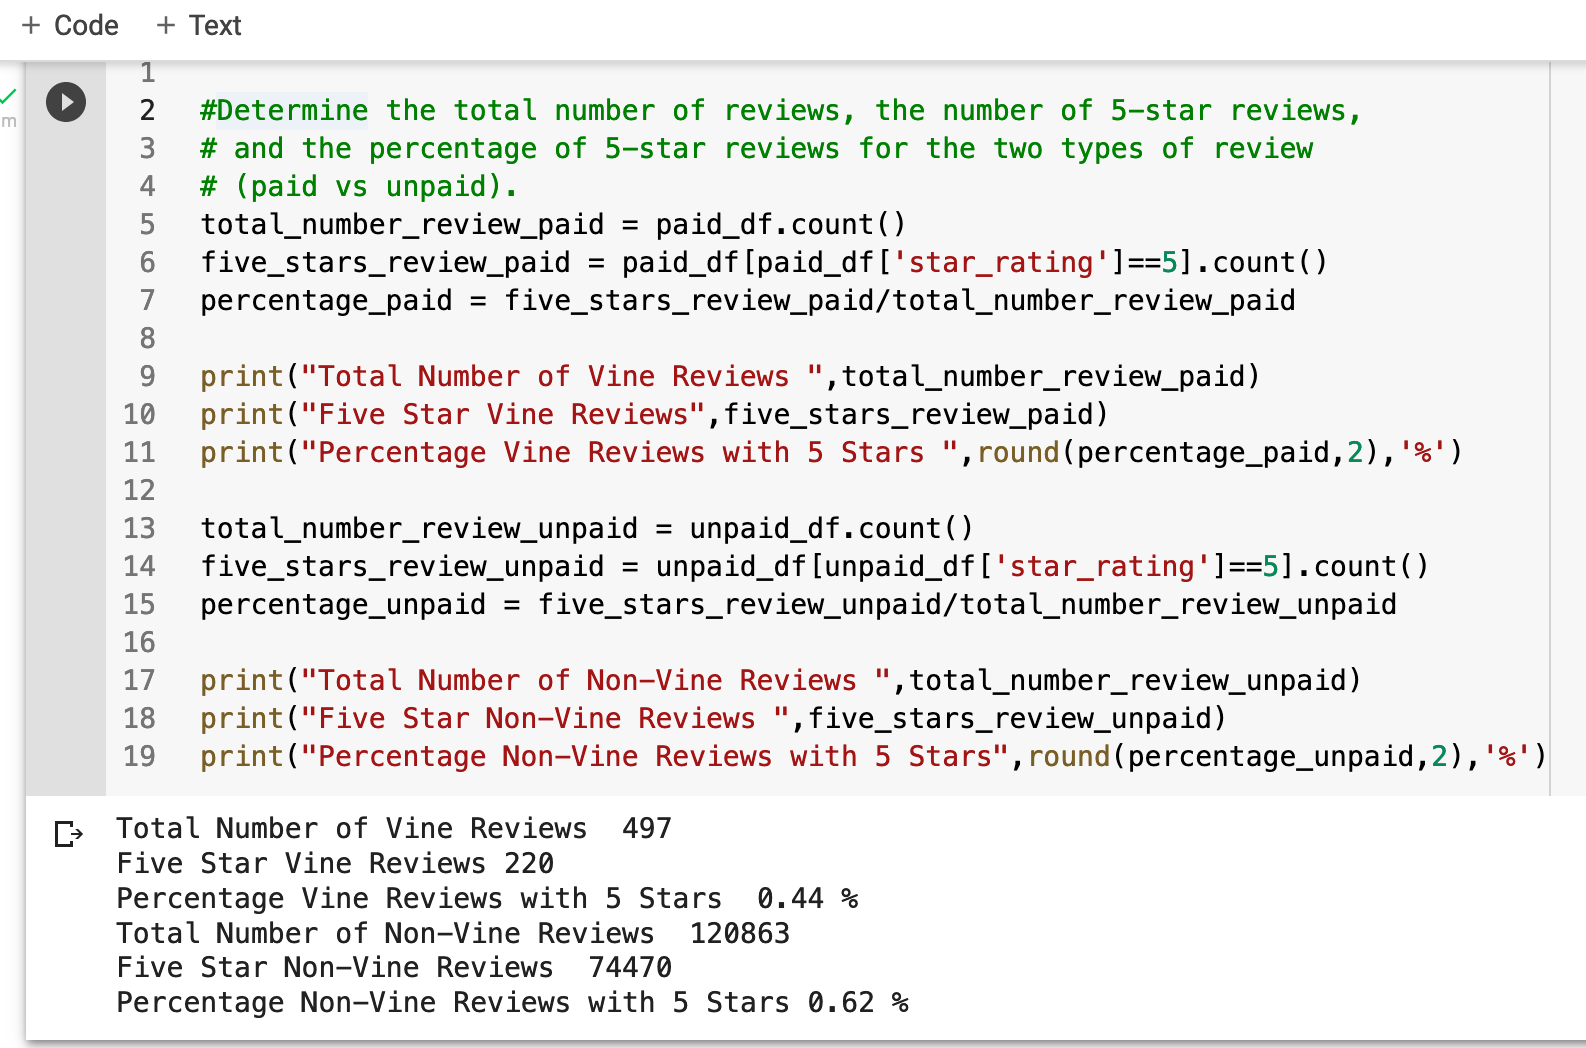 + Code + Text
m
1
2 #Determine the total number of reviews, the number of 5-star reviews,
3 # and the percentage of 5-star reviews for the two types of review
4 # (paid vs unpaid).
5 total_number_review_paid = paid_df.count()
6 five_stars_review_paid = paid_df[paid_df['star_rating']==5].count()
7 percentage_paid = five_stars_review_paid/total_number_review_paid
8
9 print("Total Number of Vine Reviews ",total_number_review_paid)
10 print("Five Star Vine Reviews",five_stars_review_paid)
11 print("Percentage Vine Reviews with 5 Stars ",round(percentage_paid,2),'%')
12
13 total_number_review_unpaid = unpaid_df.count()
14 five_stars_review_unpaid = unpaid_df[unpaid_df['star_rating']==5].count()
15 percentage_unpaid = five_stars_review_unpaid/total_number_review_unpaid
16
17 print("Total Number of Non-Vine Reviews ",total_number_review_unpaid)
18 print("Five Star Non-Vine Reviews ",five_stars_review_unpaid)
19 print("Percentage Non-Vine Reviews with 5 Stars",round(percentage_unpaid,2),'%')
Total Number of Vine Reviews  497
Five Star Vine Reviews 220
Percentage Vine Reviews with 5 Stars  0.44 %
Total Number of Non-Vine Reviews  120863
Five Star Non-Vine Reviews  74470
Percentage Non-Vine Reviews with 5 Stars 0.62 %